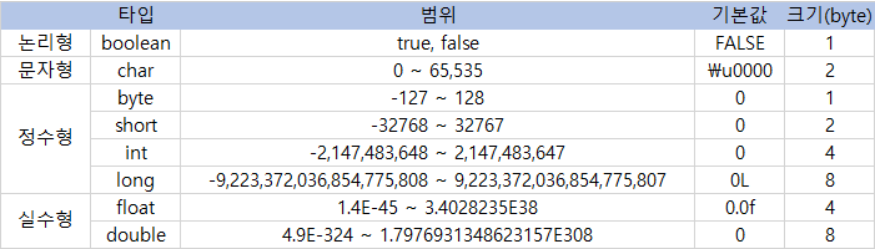 타입 범위 기본값 크기(byte)
논리형 boolean true, false FALSE 1
문자형 char 0 ~ 65,535 ₩u0000 2
정수형 byte -127 ~ 128 0 1
short -32768 ~ 32767 0 2
int -2,147,483,648 ~ 2,147,483,647 0 4
long -9,223,372,036,854,775,808 ~ 9,223,372,036,854,775,807 0L 8
실수형 float 1.4E-45 ~ 3.4028235E38 0.0f 4
double 4.9E-324 ~ 1.7976931348623157E308 0 8